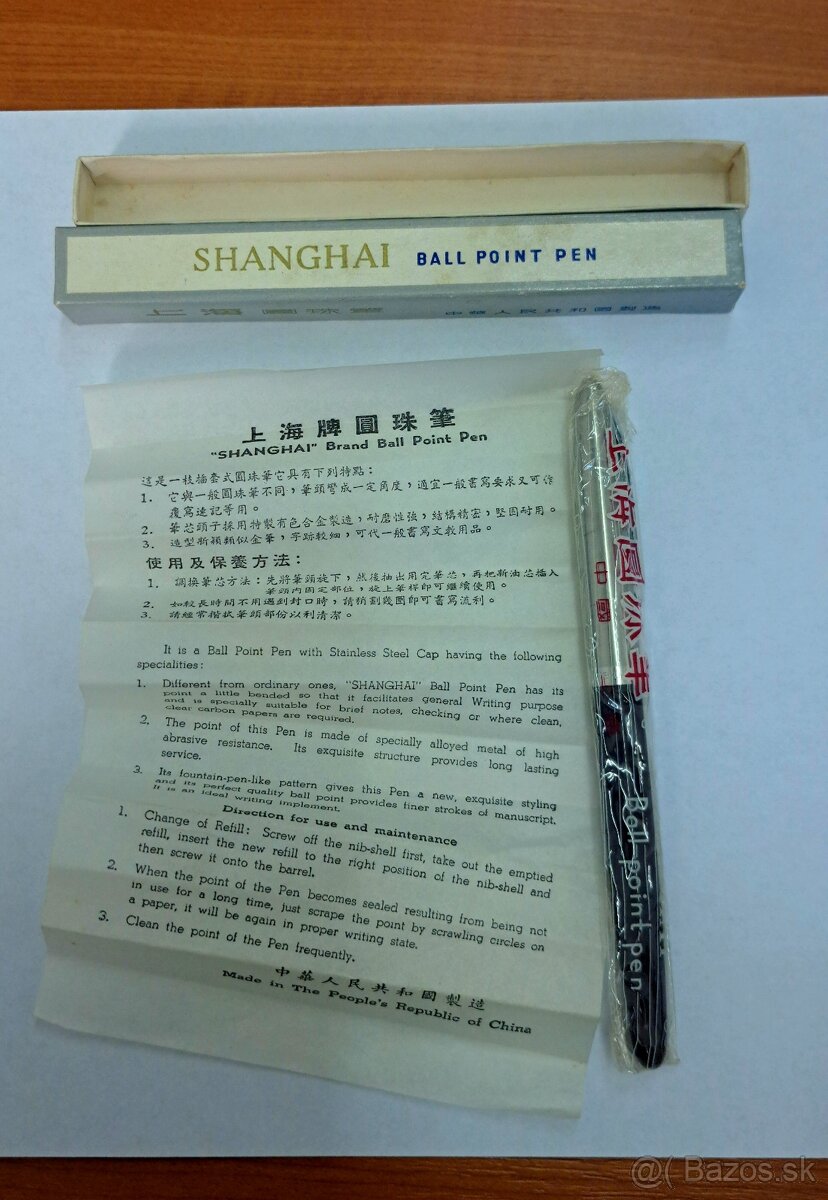 SHANGHAI BALL POINT PEN
上海圓珠筆 中華人民共和國製造
上海牌圓珠筆
"SHANGHAI" Brand Ball Point Pen
這是一枝插套式圓珠筆它具有下列特點：
1. 它與一般圓珠筆不同，筆頭彎成一定角度，適宜一般書寫要求又可作
復寫速記等用。
2. 筆芯頭子採用特製有色合金製造，耐磨性強，結構精密，堅固耐用。
3. 造型新穎類似金筆，字跡較細，可代一般書寫文教用品。
使用及保養方法：
1. 調換筆芯方法：先將筆頭旋下，然後抽出用完筆芯，再把新油芯插入
筆頭內固定部位，旋上筆桿即可繼續使用。
2. 如較長時間不用遇到封口時，請稍劃幾圈即可書寫流利。
3. 請經常揩拭筆頭部份以利清潔。
It is a Ball Point Pen with Stainless Steel Cap having the following
specialities:
1. Different from ordinary ones, "SHANGHAI" Ball Point Pen has its
point a little bended so that it facilitates general Writing purpose
and is specially suitable for brief notes, checking or where clean,
clear carbon papers are required.
2. The point of this Pen is made of specially alloyed metal of high
abrasive resistance. Its exquisite structure provides long lasting
service.
3. Its fountain-pen-like pattern gives this Pen a new, exquisite styling
and its perfect quality ball point provides finer strokes of manuscript.
It is an ideal writing implement.
Direction for use and maintenance
1. Change of Refill: Screw off the nib-shell first, take out the emptied
refill, insert the new refill to the right position of the nib-shell and
then screw it onto the barrel.
2. When the point of the Pen becomes sealed resulting from being not
in use for a long time, just scrape the point by scrawling circles on
a paper, it will be again in proper writing state.
3. Clean the point of the Pen frequently.
中華人民共和國製造
Made in The People's Republic of China
上海圆珠笔
中國
Ball point pen
@( Bazos.sk